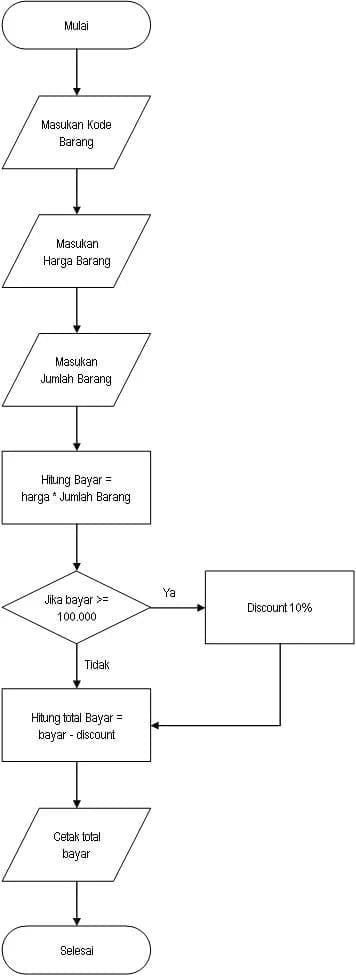 Mulai
Masukan Kode
Barang
Masukan
Harga Barang
Masukan
Jumlah Barang
Hitung Bayar =
harga * Jumlah Barang
Jika bayar >=
100.000
Ya
Discount 10%
Tidak
Hitung total Bayar =
bayar - discount
Cetak total
bayar
Selesai